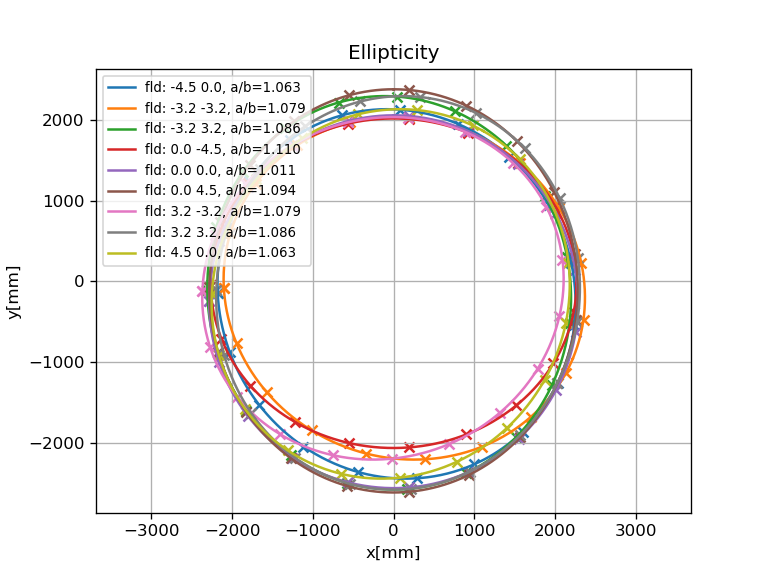 Ellipticity
fld: -4.5 0.0, a/b=1.063
fld: -3.2 -3.2, a/b=1.079
fld: -3.2 3.2, a/b=1.086
fld: 0.0 -4.5, a/b=1.110
fld: 0.0 0.0, a/b=1.011
fld: 0.0 4.5, a/b=1.094
fld: 3.2 -3.2, a/b=1.079
fld: 3.2 3.2, a/b=1.086
fld: 4.5 0.0, a/b=1.063
2000
1000
0
−1000
−2000
y[mm]
−3000 −2000 −1000 0 1000 2000 3000
x[mm]